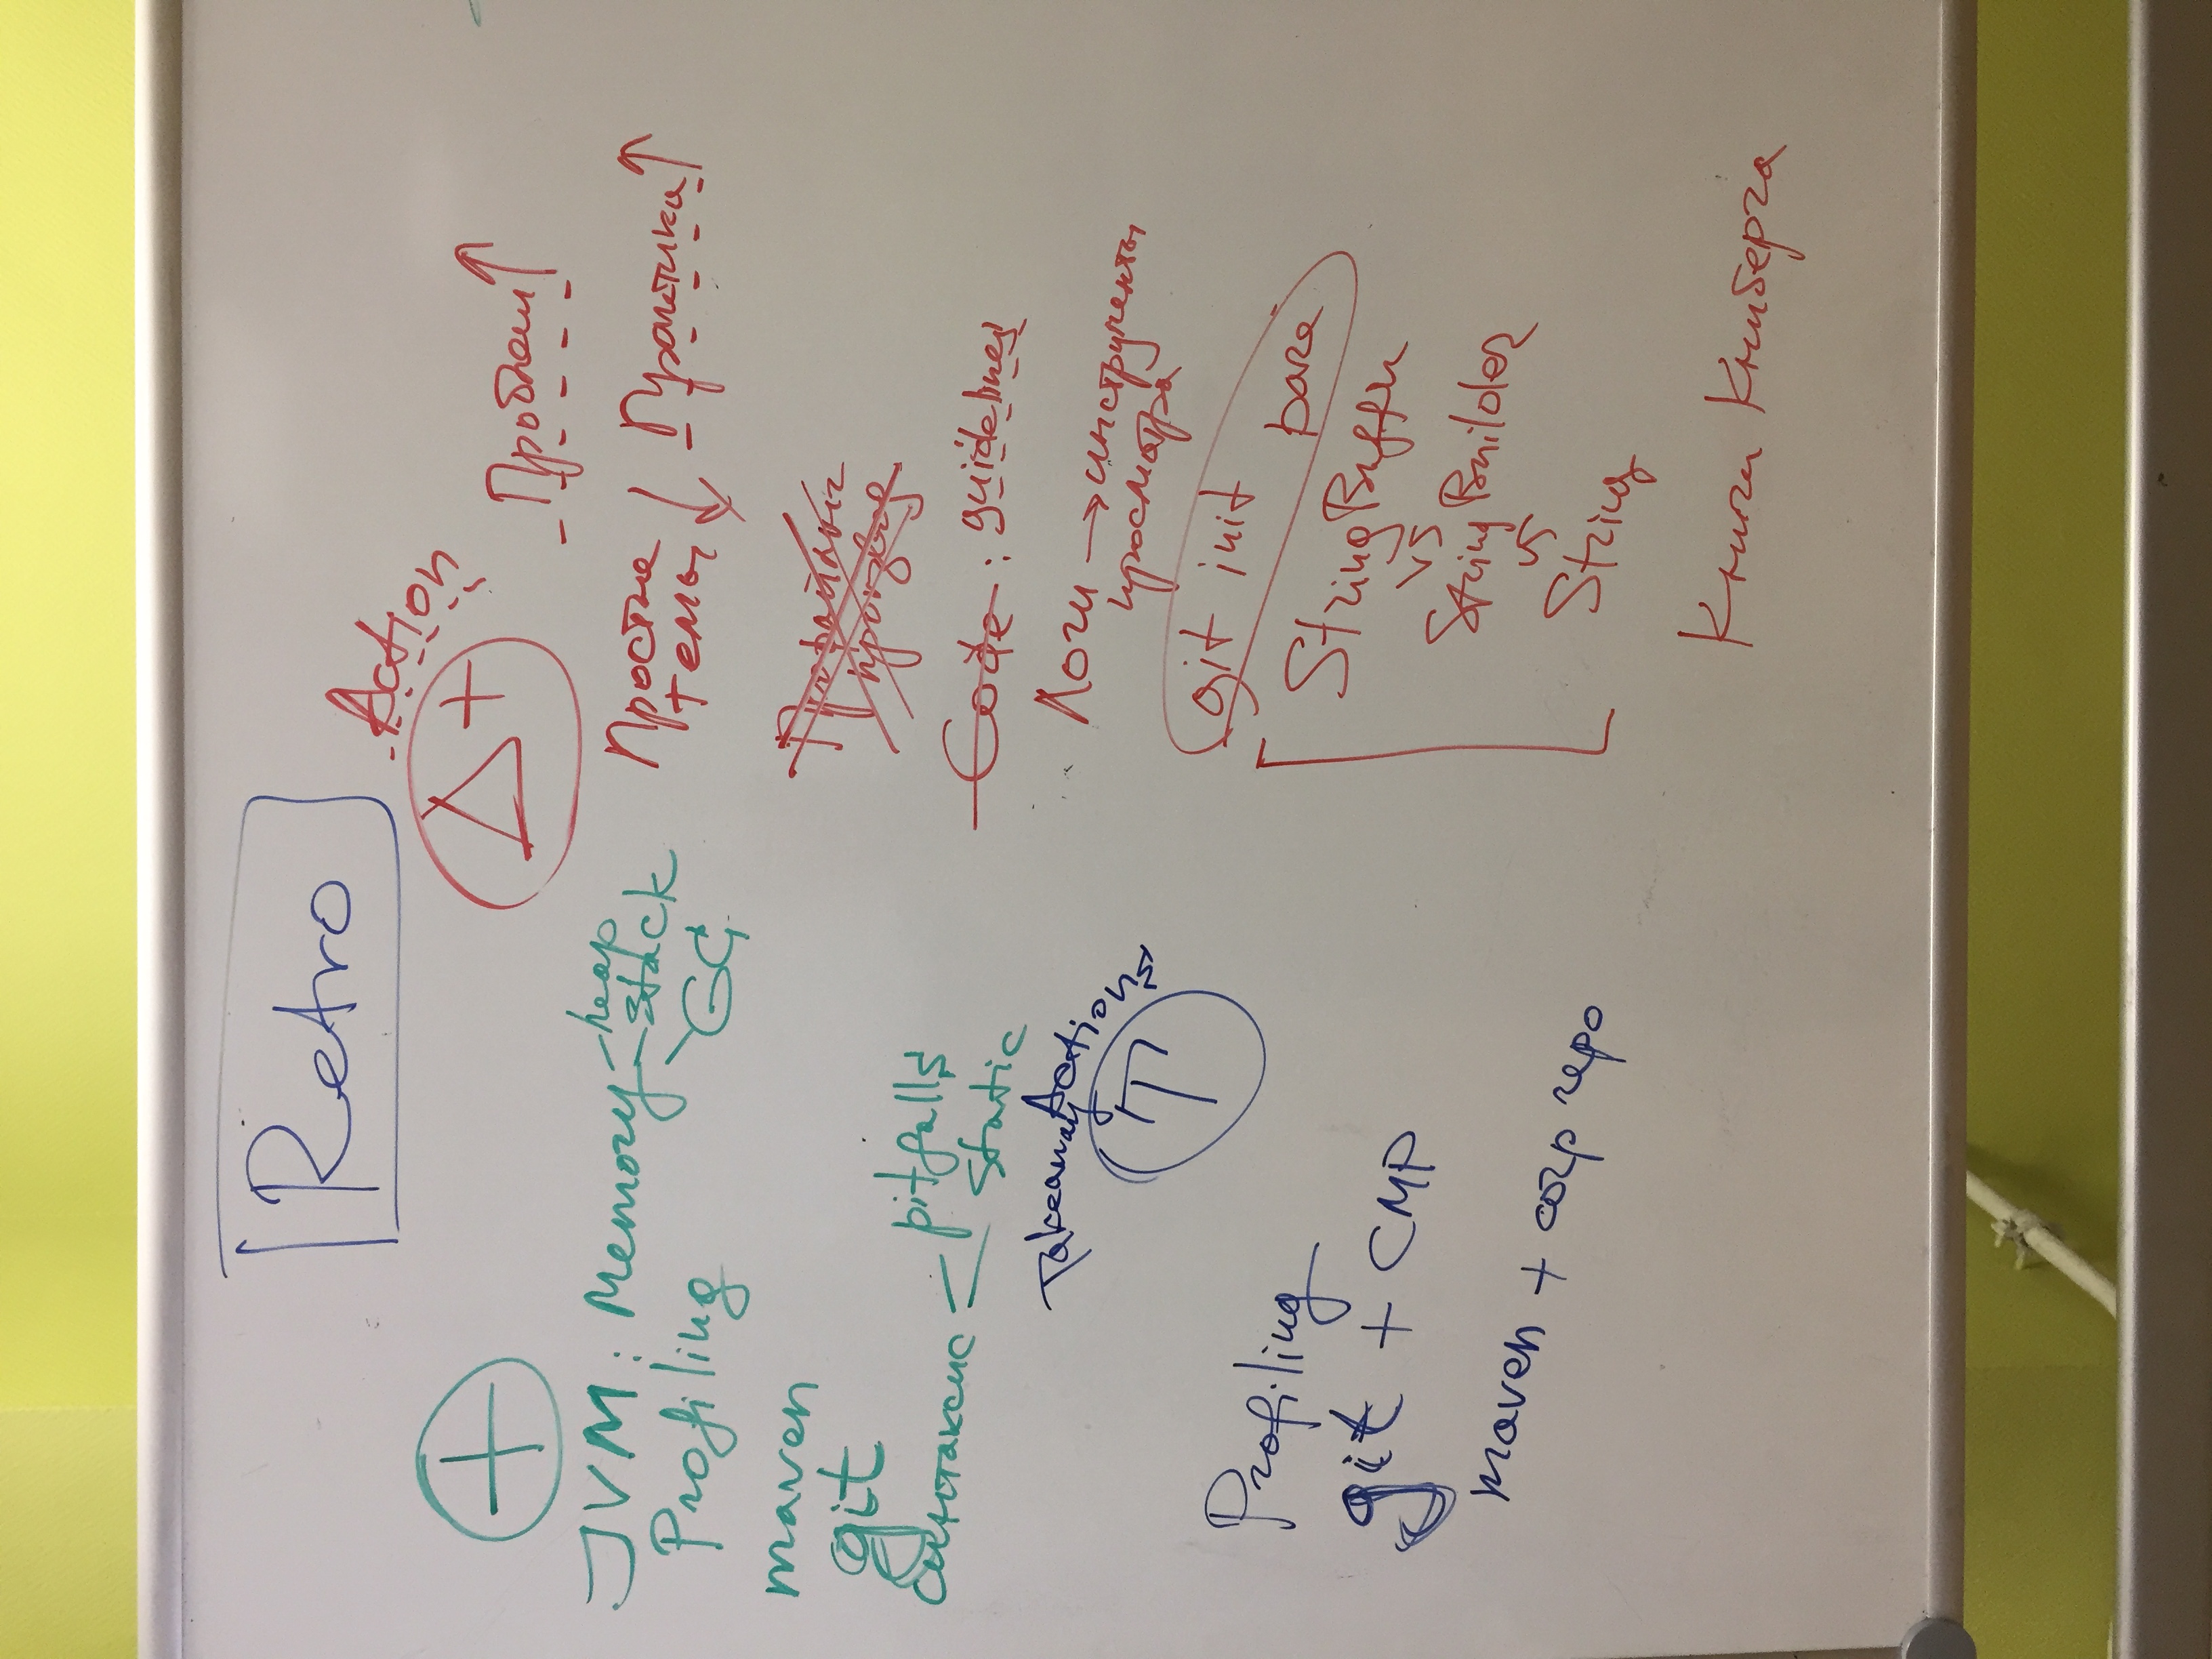 Retro
+
JVM: Memory
heap
stack
GC
Profiling
maven
git
синтаксис
pitfalls
static
Action
Δ+
Проблем ↑
Простые
темы ↓
Практика ↑
Профайлинг
производ
Code : guidelines
Логи → инструменты
просмотра
git init
bare
StringBuffer
vs
StringBuilder
vs
String
Книги Книберга
Takeaway Actions
T
Profiling
git + CMP
maven + corp repo